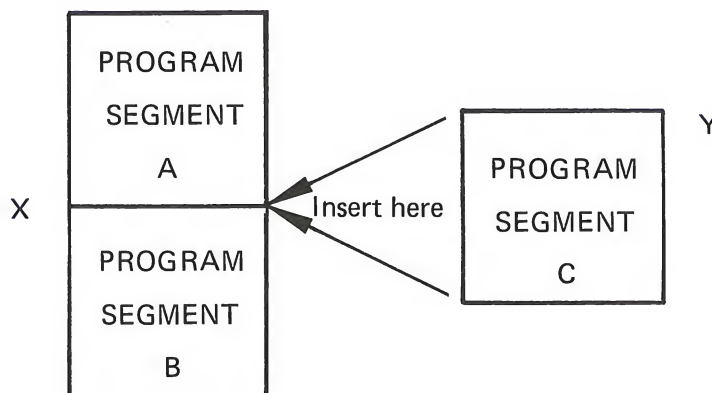 PROGRAM
SEGMENT
A
X
PROGRAM
SEGMENT
B
Insert here
Y
PROGRAM
SEGMENT
C